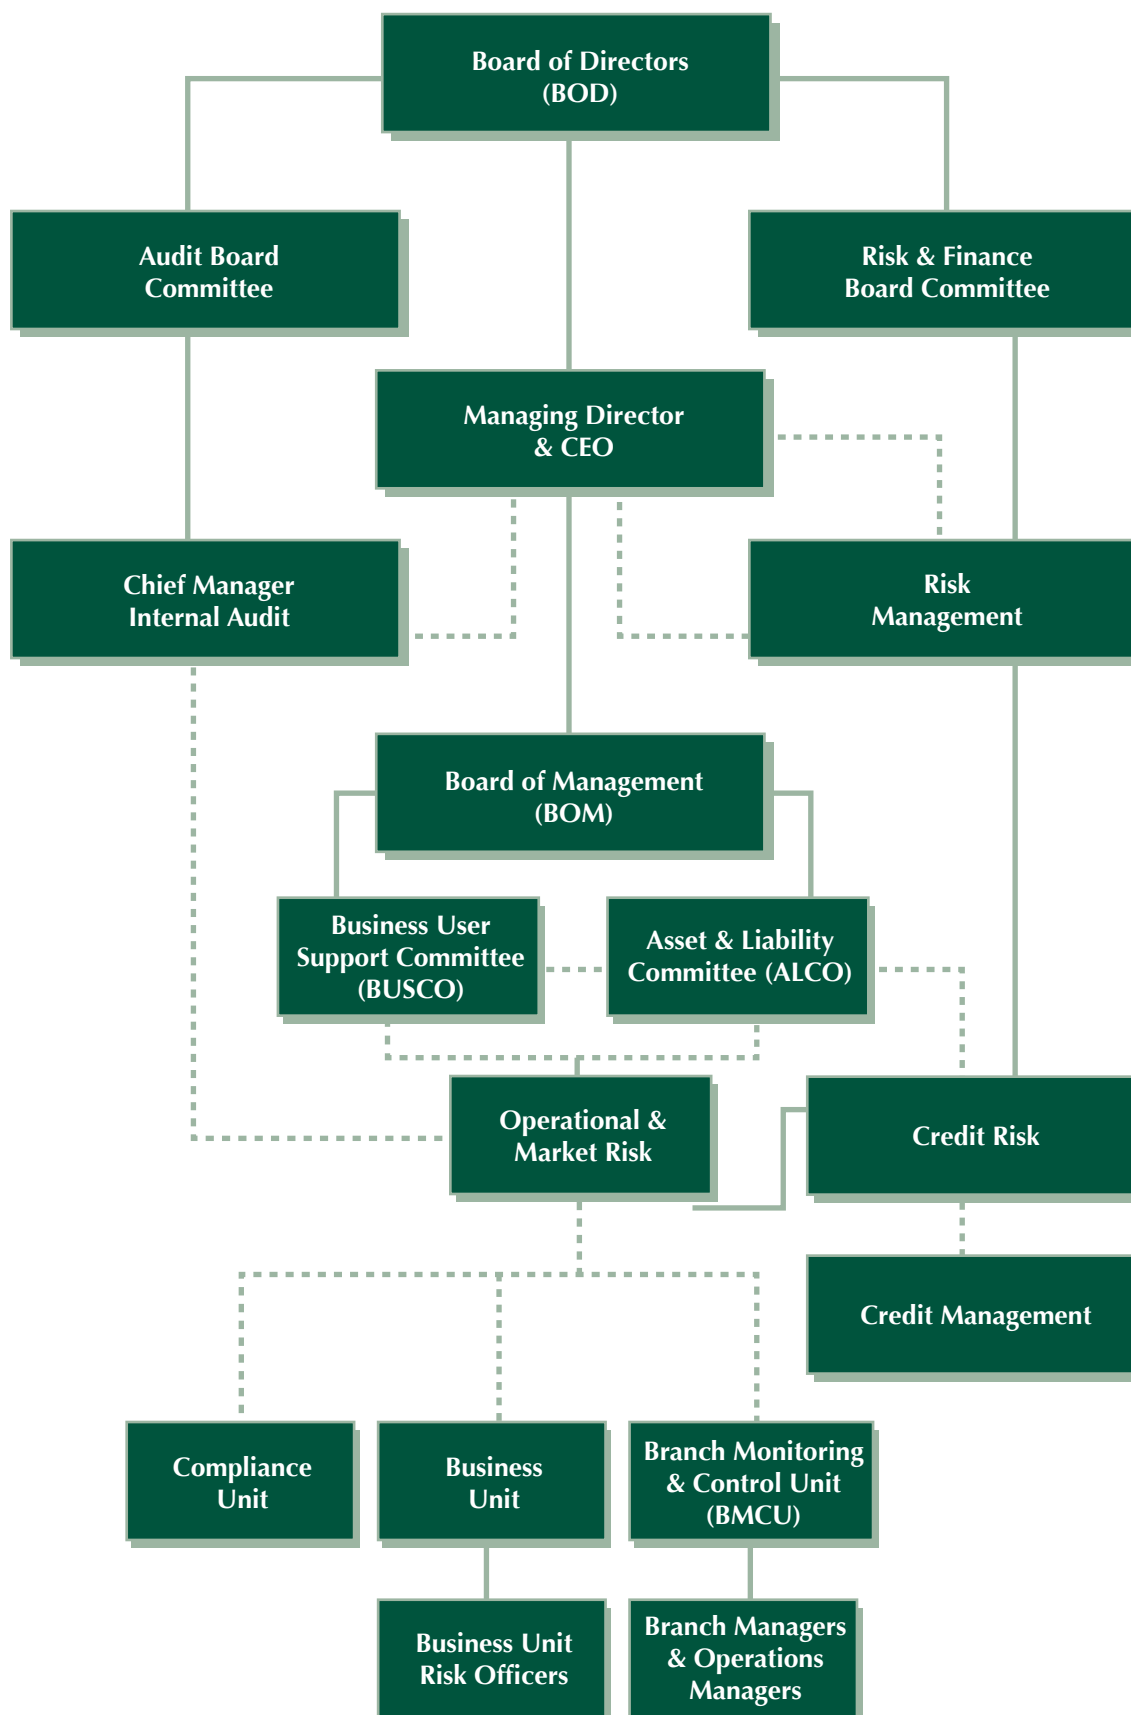 Board of Directors
(BOD)
Audit Board
Committee
Risk & Finance
Board Committee
Managing Director
& CEO
Chief Manager
Internal Audit
Risk
Management
Board of Management
(BOM)
Business User
Support Committee
(BUSCO)
Asset & Liability
Committee (ALCO)
Operational &
Market Risk
Credit Risk
Credit Management
Compliance
Unit
Business
Unit
Branch Monitoring
& Control Unit
(BMCU)
Business Unit
Risk Officers
Branch Managers
& Operations
Managers